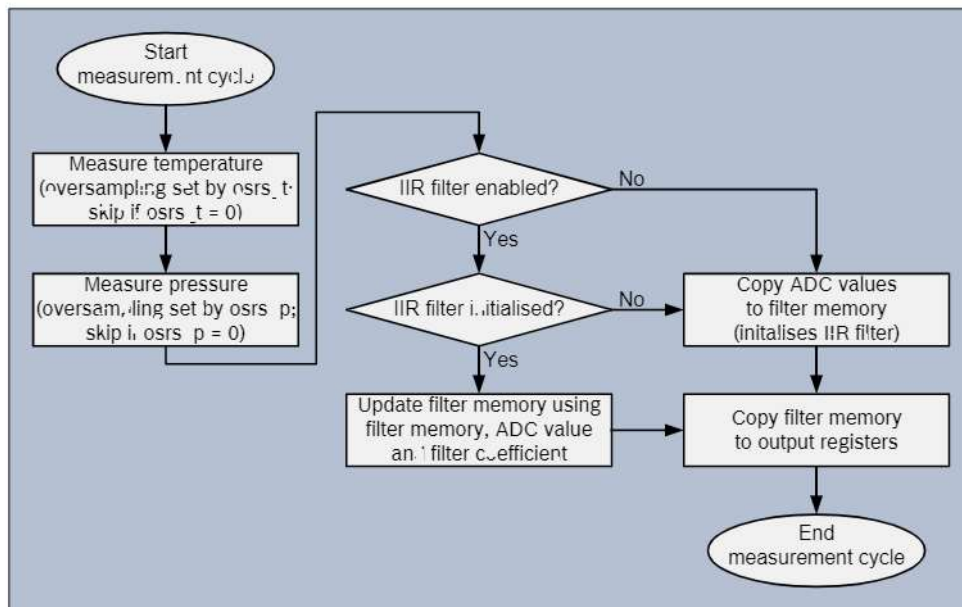 Start
measurement cycle
Measure temperature
(oversampling set by osrs_t;
skip if osrs_t = 0)
Measure pressure
(oversampling set by osrs_p;
skip if osrs_p = 0)
IIR filter enabled?
No
Yes
IIR filter initialised?
No
Yes
Update filter memory using
filter memory, ADC value
and filter coefficient
Copy ADC values
to filter memory
(initalises IIR filter)
Copy filter memory
to output registers
End
measurement cycle